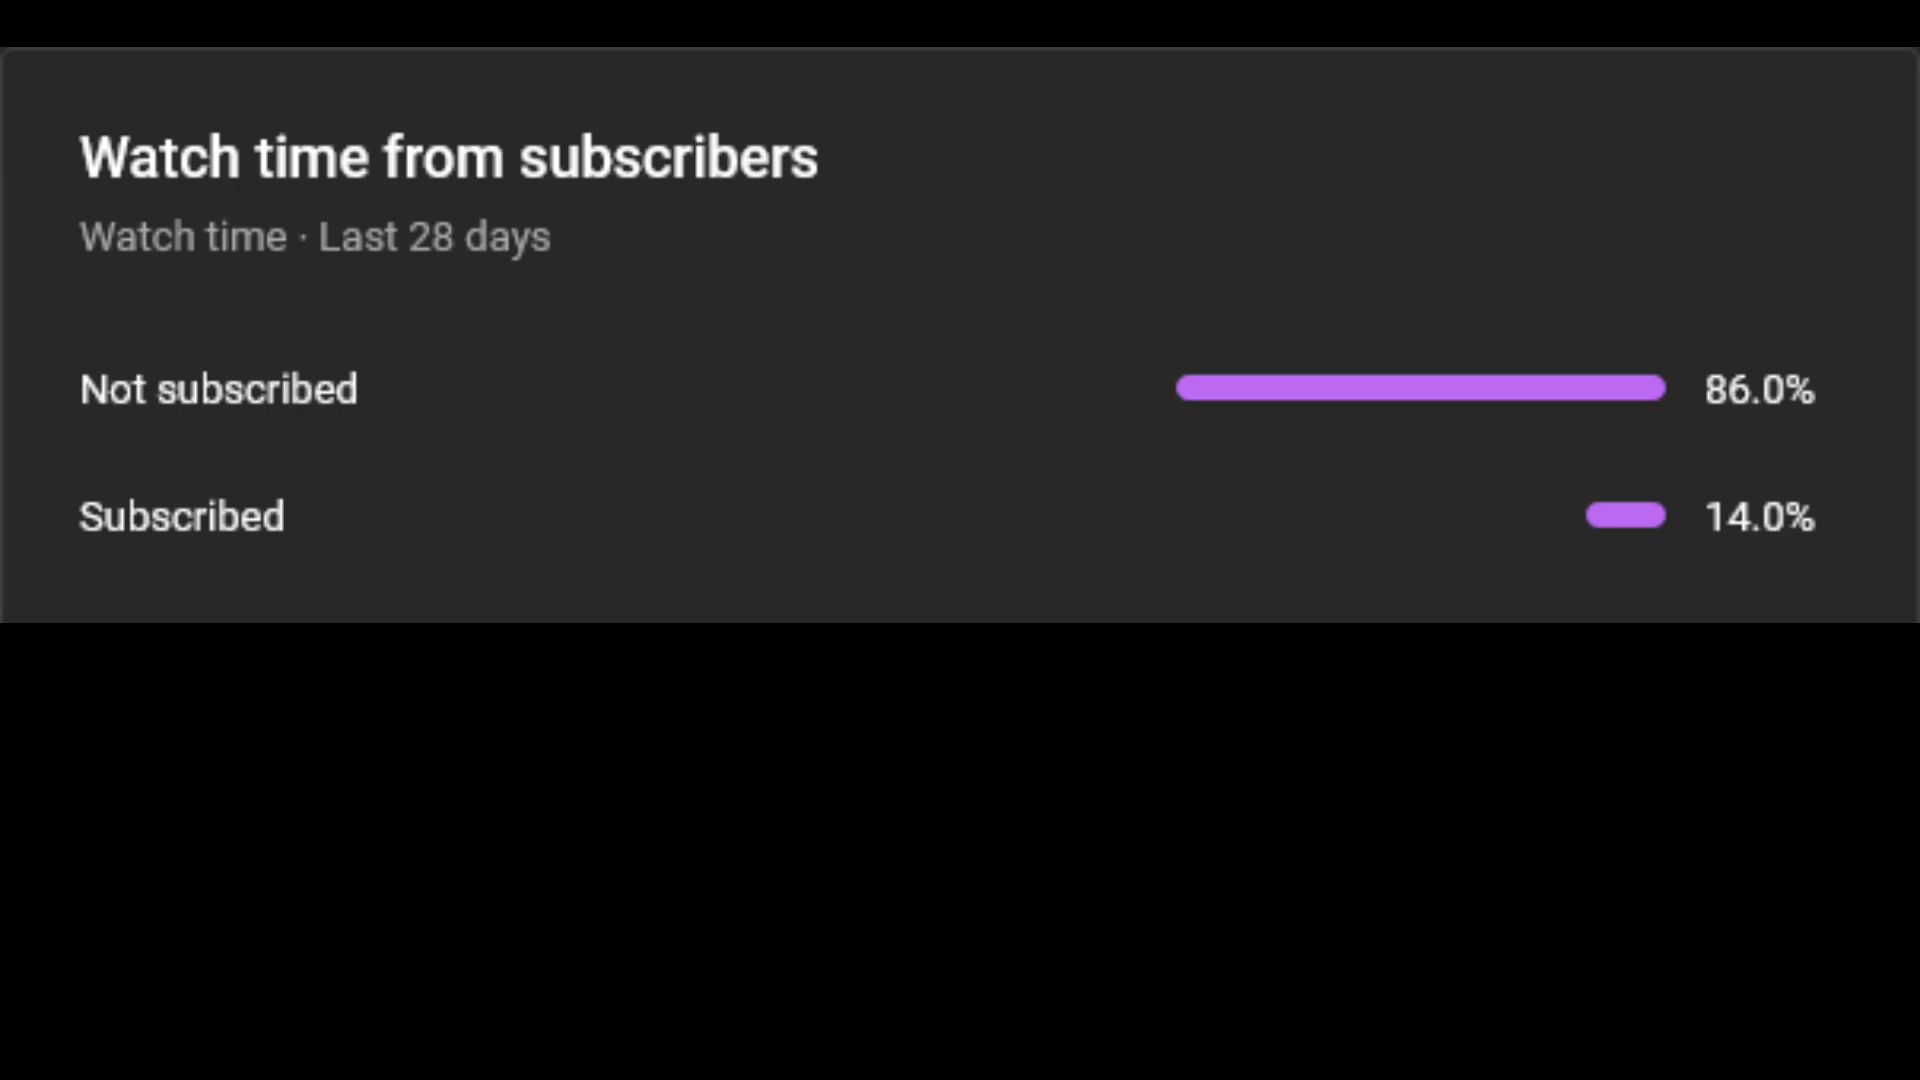 Watch time from subscribers
Watch time · Last 28 days
Not subscribed 86.0%
Subscribed 14.0%